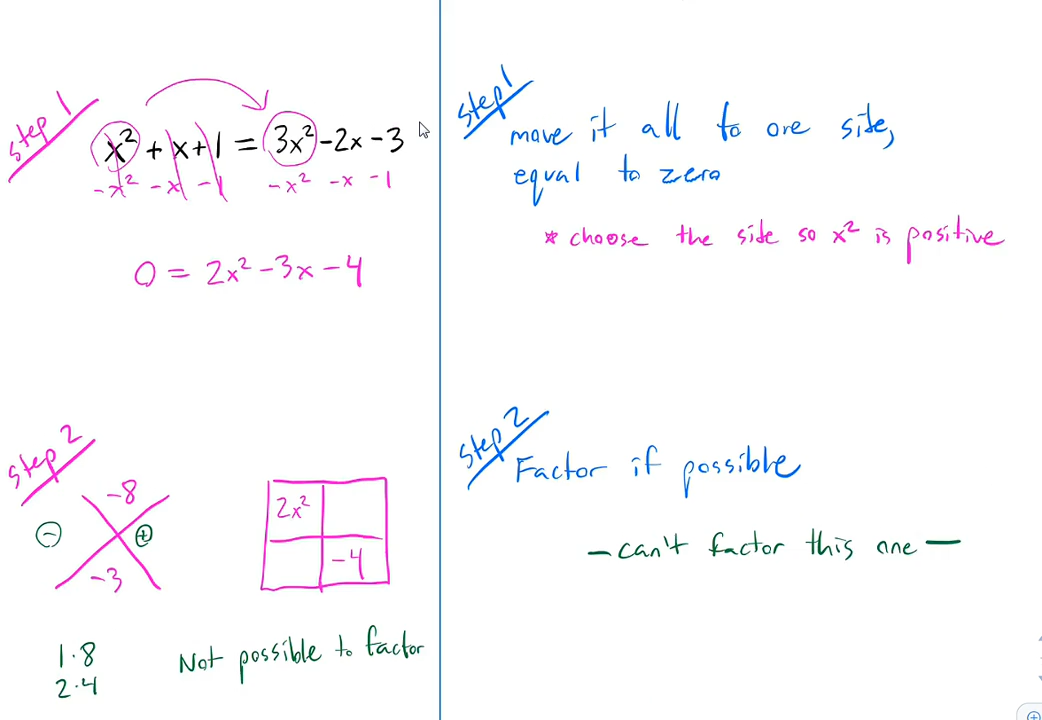 Step 1
x² + x + 1 = 3x² - 2x - 3
-x² -x -1 -x² -x -1
0 = 2x² - 3x - 4
Step 2
-8
2x²
- +
-4
-3
1·8
2·4
Not possible to factor
Step 1
move it all to one side,
equal to zero
* choose the side so x² is positive
Step 2
Factor if possible
- can't factor this one -